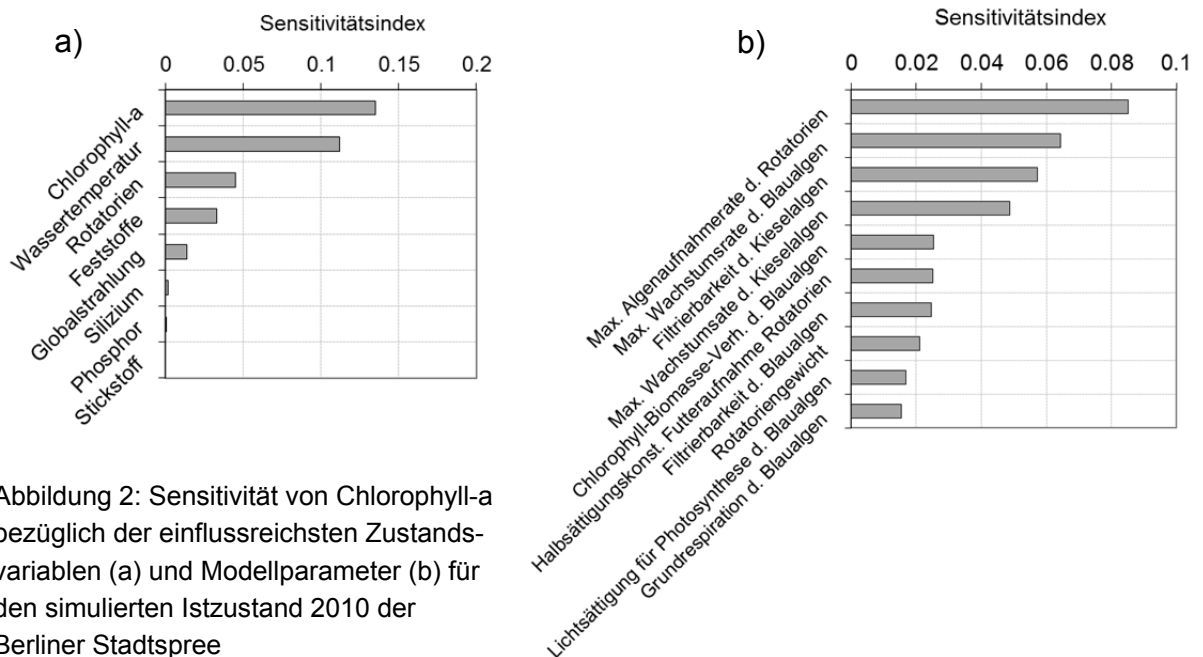 a)
Sensitivitätsindex
0 0.05 0.1 0.15 0.2
Chlorophyll-a
Wassertemperatur
Rotatorien
Feststoffe
Globalstrahlung
Silizium
Phosphor
Stickstoff
b)
Sensitivitätsindex
0 0.02 0.04 0.06 0.08 0.1
Max. Algenaufnahmerate d. Rotatorien
Max. Wachstumsrate d. Blaualgen
Filtrierbarkeit d. Kieselalgen
Max. Wachstumsate d. Kieselalgen
Chlorophyll-Biomasse-Verh. d. Blaualgen
Halbsättigungskonst. Futteraufnahme Rotatorien
Filtrierbarkeit d. Blaualgen
Rotatoriengewicht
Lichtsättigung für Photosynthese d. Blaualgen
Grundrespiration d. Blaualgen
Abbildung 2: Sensitivität von Chlorophyll-a
bezüglich der einflussreichsten Zustands-
variablen (a) und Modellparameter (b) für
den simulierten Istzustand 2010 der
Berliner Stadtspree